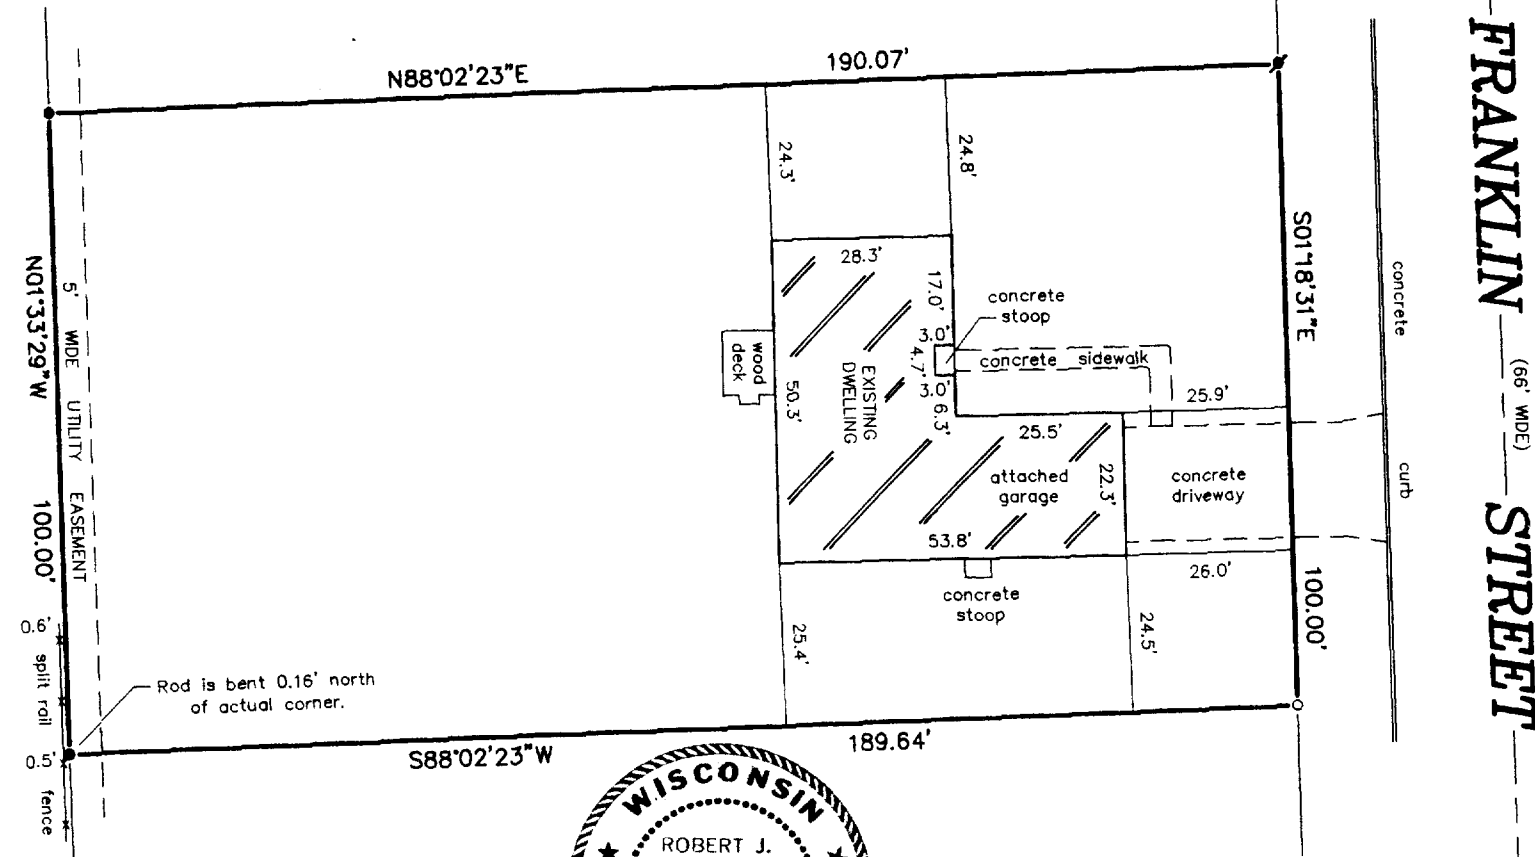 N88°02'23"E
190.07'
FRANKLIN
(66' WIDE)
STREET
24.3'
24.8'
S01°18'31"E
100.00'
concrete
curb
N01°33'29"W
100.00'
5' WIDE UTILITY EASEMENT
28.3'
17.0'
concrete
stoop
3.0'
4.7'
3.0'
6.3'
concrete sidewalk
wood
deck
50.3'
EXISTING
DWELLING
25.9'
25.5'
attached
garage
22.3'
concrete
driveway
53.8'
26.0'
concrete
stoop
25.4'
24.5'
0.6'
split rail
0.5'
fence
Rod is bent 0.16' north
of actual corner.
S88°02'23"W
189.64'
WISCONSIN
ROBERT J.